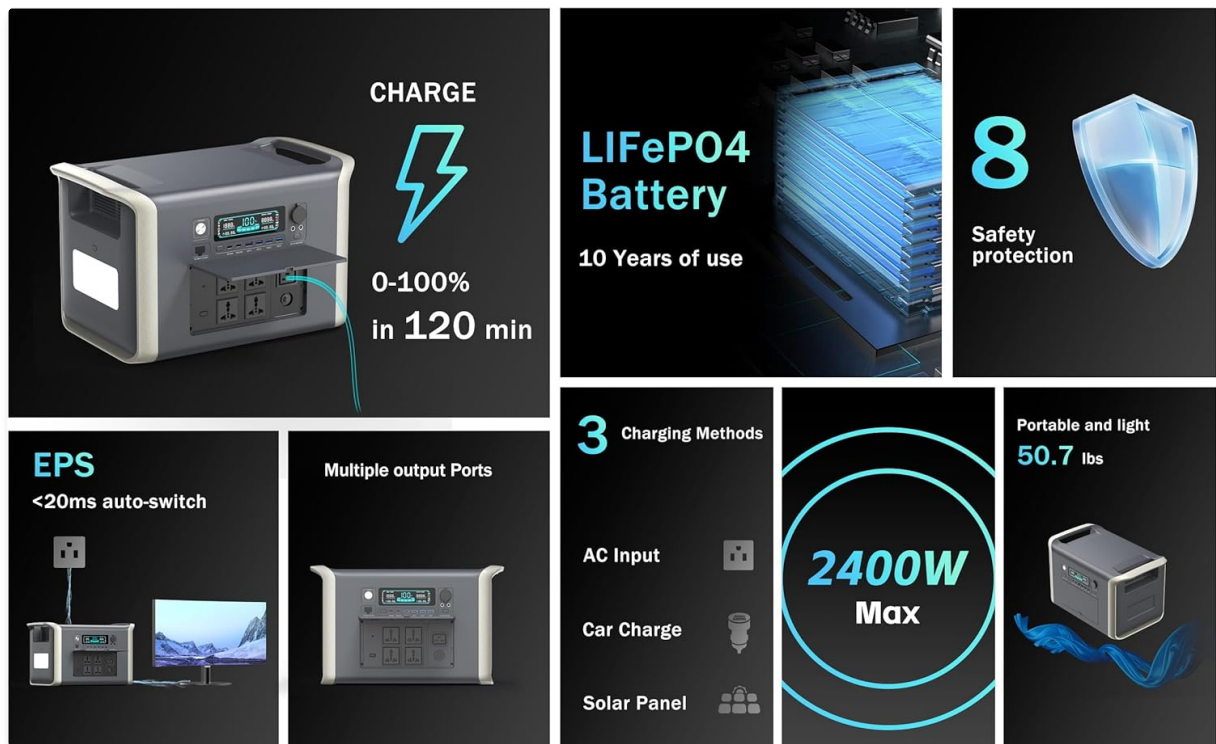 CHARGE
0-100%
in 120 min
LIFePO4
Battery
10 Years of use
8
Safety
protection
EPS
<20ms auto-switch
Multiple output Ports
3 Charging Methods
AC Input
Car Charge
Solar Panel
2400W
Max
Portable and light
50.7 lbs